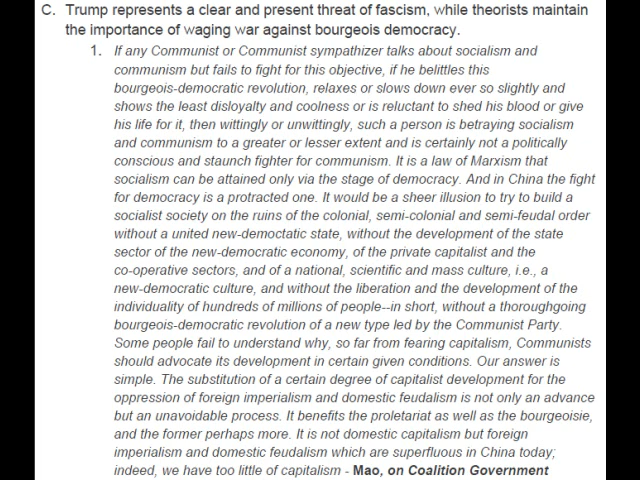 C. Trump represents a clear and present threat of fascism, while theorists maintain
the importance of waging war against bourgeois democracy.
1. If any Communist or Communist sympathizer talks about socialism and
communism but fails to fight for this objective, if he belittles this
bourgeois-democratic revolution, relaxes or slows down ever so slightly and
shows the least disloyalty and coolness or is reluctant to shed his blood or give
his life for it, then wittingly or unwittingly, such a person is betraying socialism
and communism to a greater or lesser extent and is certainly not a politically
conscious and staunch fighter for communism. It is a law of Marxism that
socialism can be attained only via the stage of democracy. And in China the fight
for democracy is a protracted one. It would be a sheer illusion to try to build a
socialist society on the ruins of the colonial, semi-colonial and semi-feudal order
without a united new-democtatic state, without the development of the state
sector of the new-democratic economy, of the private capitalist and the
co-operative sectors, and of a national, scientific and mass culture, i.e., a
new-democratic culture, and without the liberation and the development of the
individuality of hundreds of millions of people--in short, without a thoroughgoing
bourgeois-democratic revolution of a new type led by the Communist Party.
Some people fail to understand why, so far from fearing capitalism, Communists
should advocate its development in certain given conditions. Our answer is
simple. The substitution of a certain degree of capitalist development for the
oppression of foreign imperialism and domestic feudalism is not only an advance
but an unavoidable process. It benefits the proletariat as well as the bourgeoisie,
and the former perhaps more. It is not domestic capitalism but foreign
imperialism and domestic feudalism which are superfluous in China today;
indeed, we have too little of capitalism - Mao, on Coalition Government